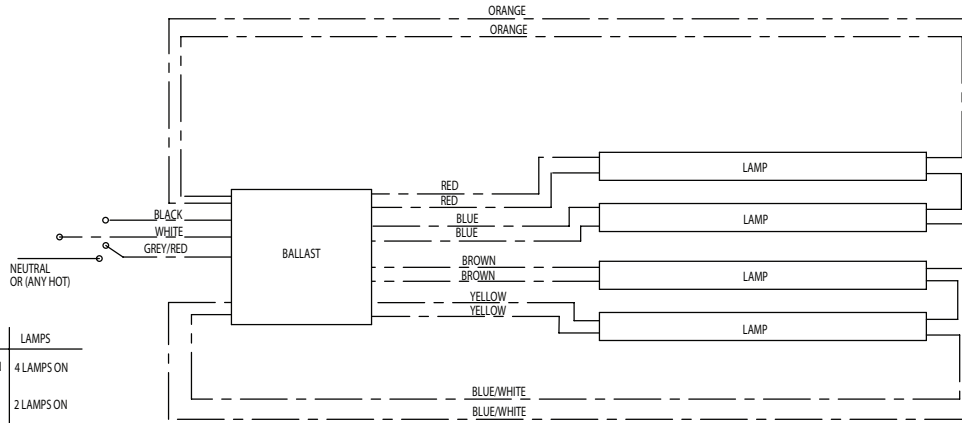 ORANGE
ORANGE
RED
RED
BLUE
BLUE
BROWN
BROWN
YELLOW
YELLOW
BLUE/WHITE
BLUE/WHITE
LAMP
LAMP
LAMP
LAMP
BALLAST
BLACK
WHITE
GREY/RED
NEUTRAL
OR (ANY HOT)
LAMPS
4 LAMPS ON
2 LAMPS ON